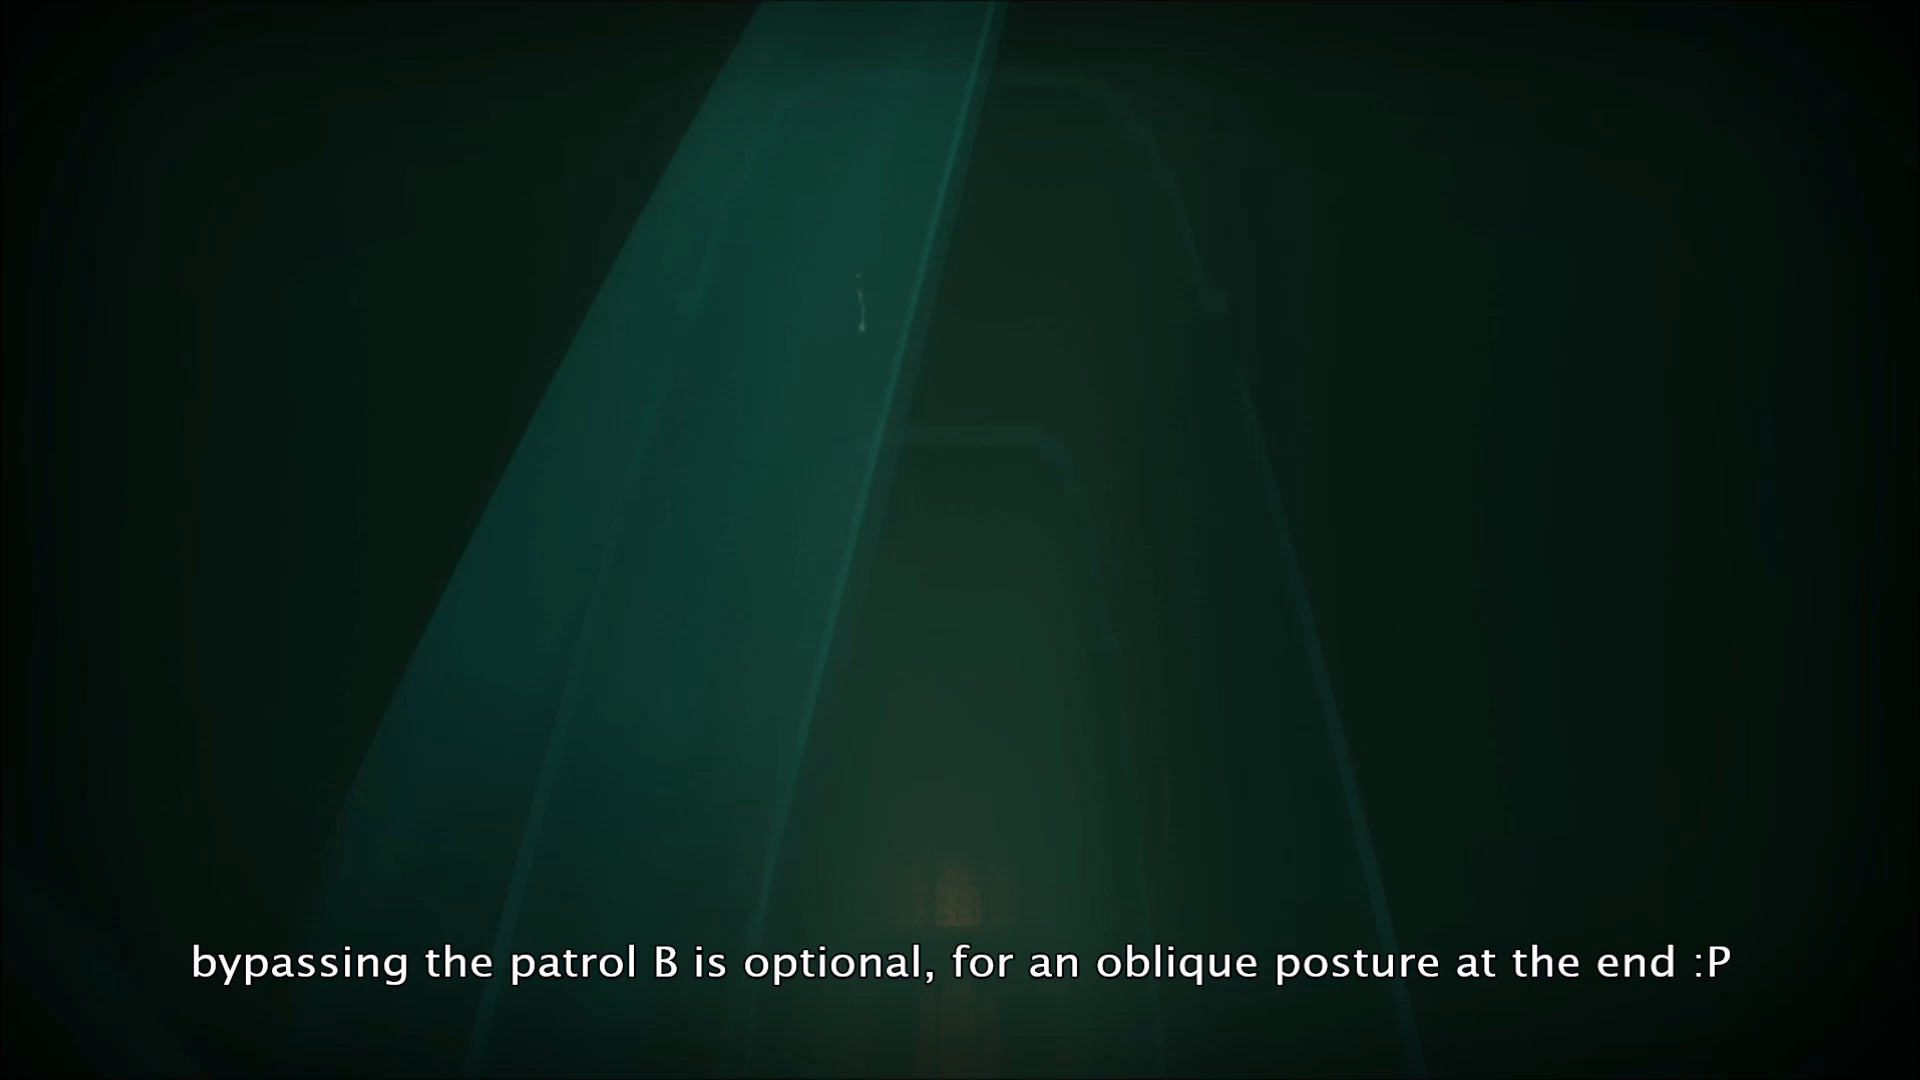 bypassing the patrol B is optional, for an oblique posture at the end :P